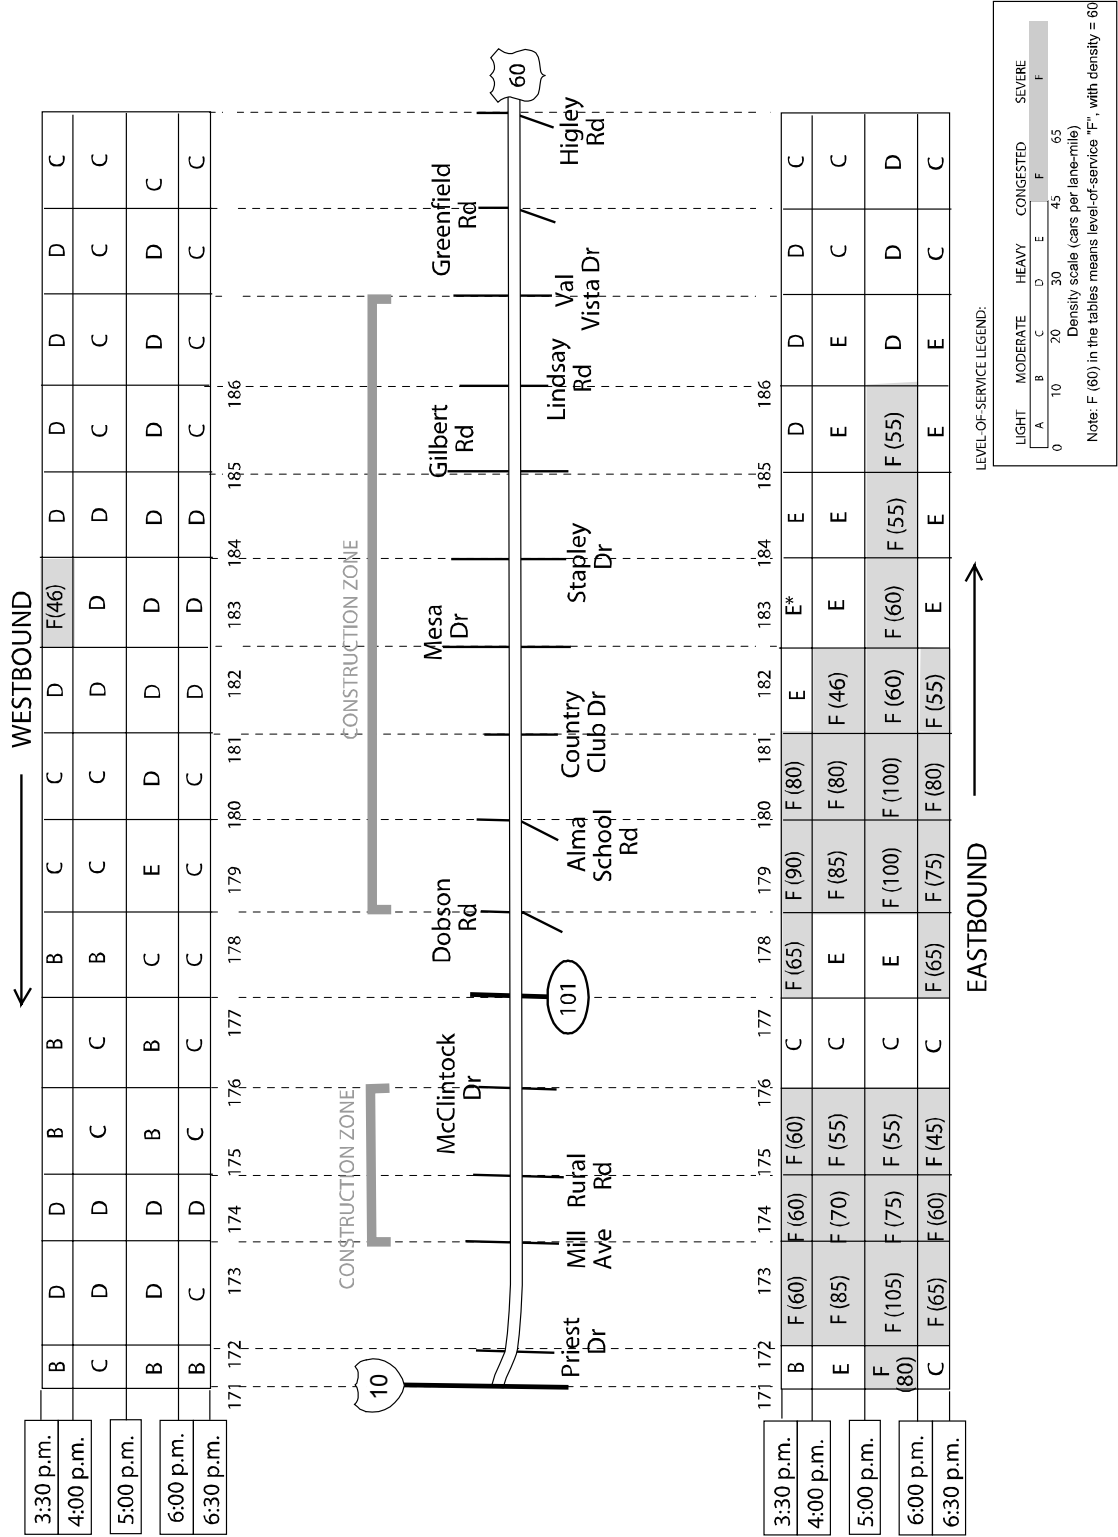 WESTBOUND
3:30 p.m.
B D D B B B C C D F(46) D D D D C
4:00 p.m.
C D D C C B C C D D D C C C C
5:00 p.m.
B D D B B C E D D D D D D D C
6:00 p.m.
B C D C C C C C D D D C C C C
6:30 p.m.
171 172 173 174 175 176 177 178 179 180 181 182 183 184 185 186
CONSTRUCTION ZONE
CONSTRUCTION ZONE
10
McClintock
Dr
Dobson
Rd
Mesa
Dr
Gilbert
Rd
Greenfield
Rd
60
Priest
Dr
Mill
Ave
Rural
Rd
101
Alma
School
Rd
Country
Club Dr
Stapley
Dr
Lindsay
Rd
Val
Vista Dr
Higley
Rd
171 172 173 174 175 176 177 178 179 180 181 182 183 184 185 186
3:30 p.m.
B F (60) F (60) F (60) C F (65) F (90) F (80) E E* E D D D C
4:00 p.m.
E F (85) F (70) F (55) C E F (85) F (80) F (46) E E E E C C
5:00 p.m.
F (80) F (105) F (75) F (55) C E F (100) F (100) F (60) F (60) F (55) F (55) D D D
6:00 p.m.
C F (65) F (60) F (45) C F (65) F (75) F (80) F (55) E E E E C C
6:30 p.m.
EASTBOUND
LEVEL-OF-SERVICE LEGEND:
LIGHT MODERATE HEAVY CONGESTED SEVERE
A B C D E F F
0 10 20 30 45 65
Density scale (cars per lane-mile)
Note: F (60) in the tables means level-of-service "F", with density = 60